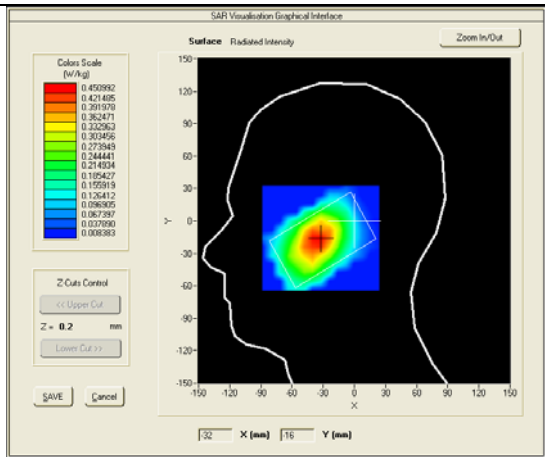 SAR Visualisation Graphical Interface
Surface Radiated Intensity
Zoom In/Out
Colors Scale
(W/kg)
0.450992
0.421485
0.391978
0.362471
0.332963
0.303456
0.273949
0.244441
0.214934
0.185427
0.155919
0.126412
0.096905
0.067397
0.037890
0.008383
Z Cuts Control
<< Upper Cut
Z = 0.2 mm
Lower Cut >>
SAVE Cancel
150
120
90
60
30
Y 0
-30
-60
-90
-120
-150
-150 -120 -90 -60 -30 0 30 60 90 120 150
X
-32 X (mm) -16 Y (mm)